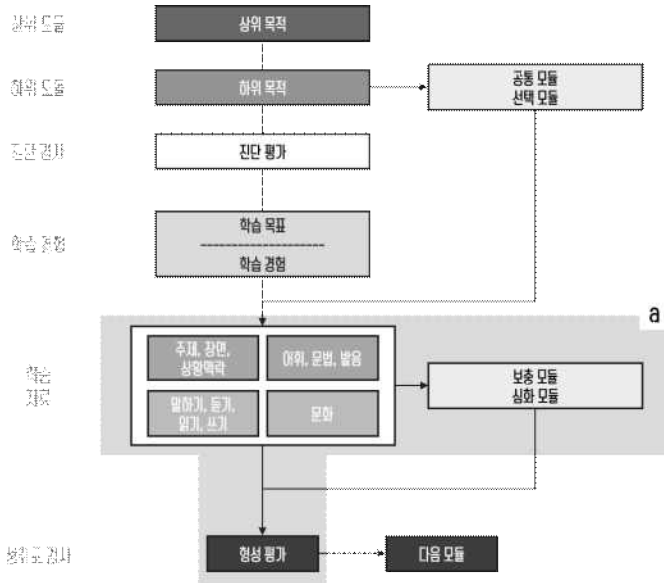 상위 목적
하위 목적
공통 모듈
선택 모듈
진단 평가
학습 목표
학습 경험
a
주제, 장면,
상황맥락
어휘, 문법, 발음
말하기, 듣기,
읽기, 쓰기
문화
보충 모듈
심화 모듈
형성 평가
다음 모듈